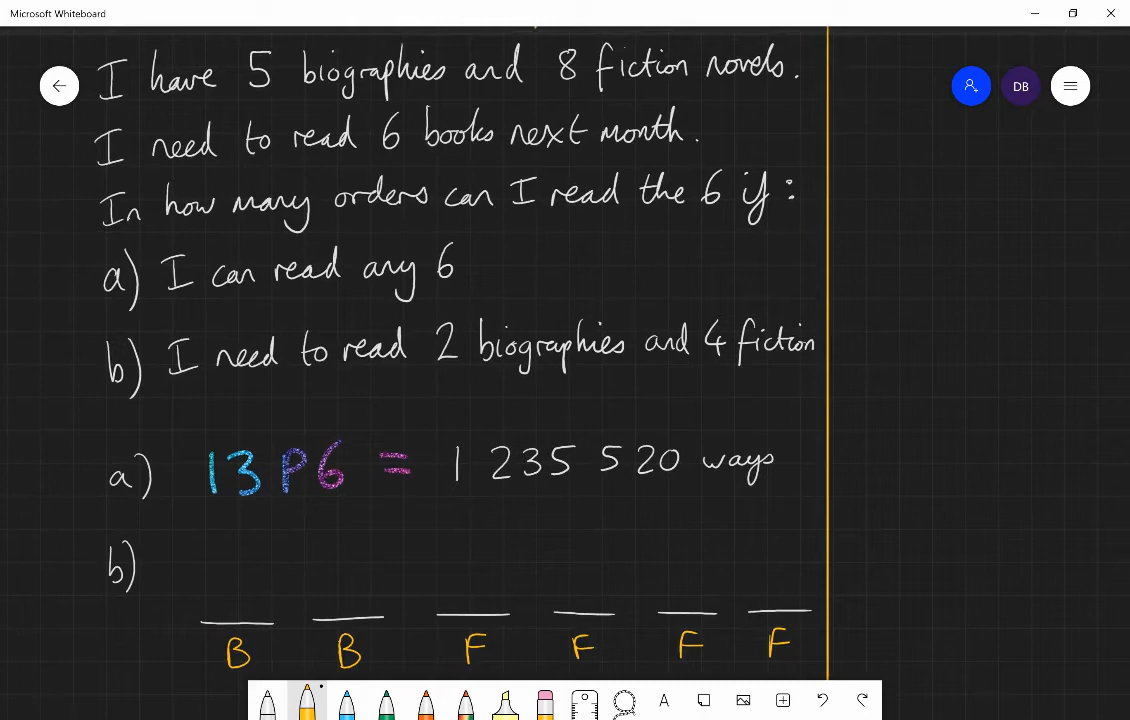 Microsoft Whiteboard
I have 5 biographies and 8 fiction novels.
DB
I need to read 6 books next month.
In how many orders can I read the 6 if :
a) I can read any 6
b) I need to read 2 biographies and 4 fiction
a) 13P6 = 1 235 520 ways
b)
B B F F F F
A